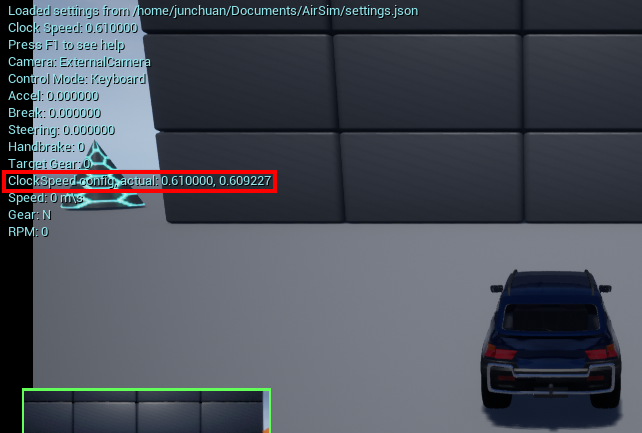 Loaded settings from /home/junchuan/Documents/AirSim/settings.json
Clock Speed: 0.610000
Press F1 to see help
Camera: ExternalCamera
Control Mode: Keyboard
Accel: 0.000000
Break: 0.000000
Steering: 0.000000
Handbrake: 0
Target Gear: 0
ClockSpeed config, actual: 0.610000, 0.609227
Speed: 0 m\s
Gear: N
RPM: 0